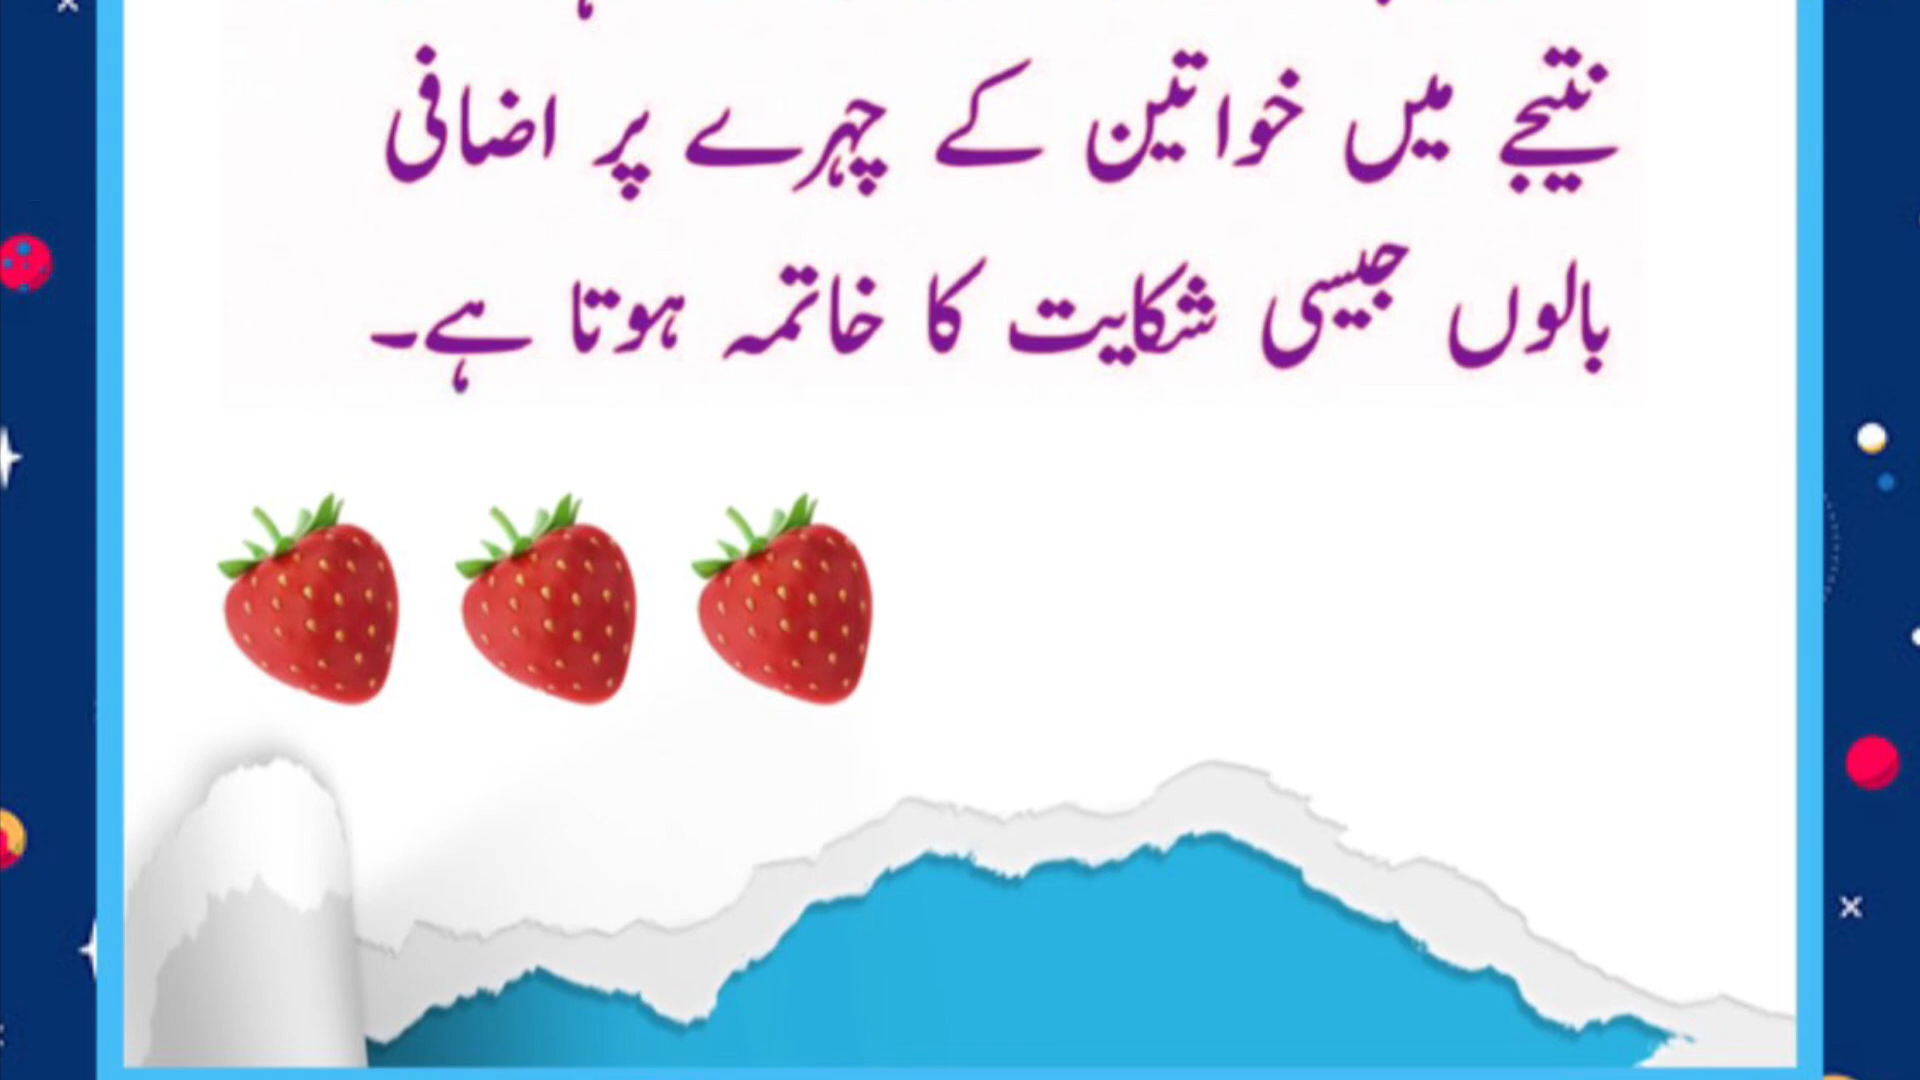 نتیجے میں خواتین کے چہرے پر اضافی
بالوں جیسی شکایت کا خاتمہ ہوتا ہے۔